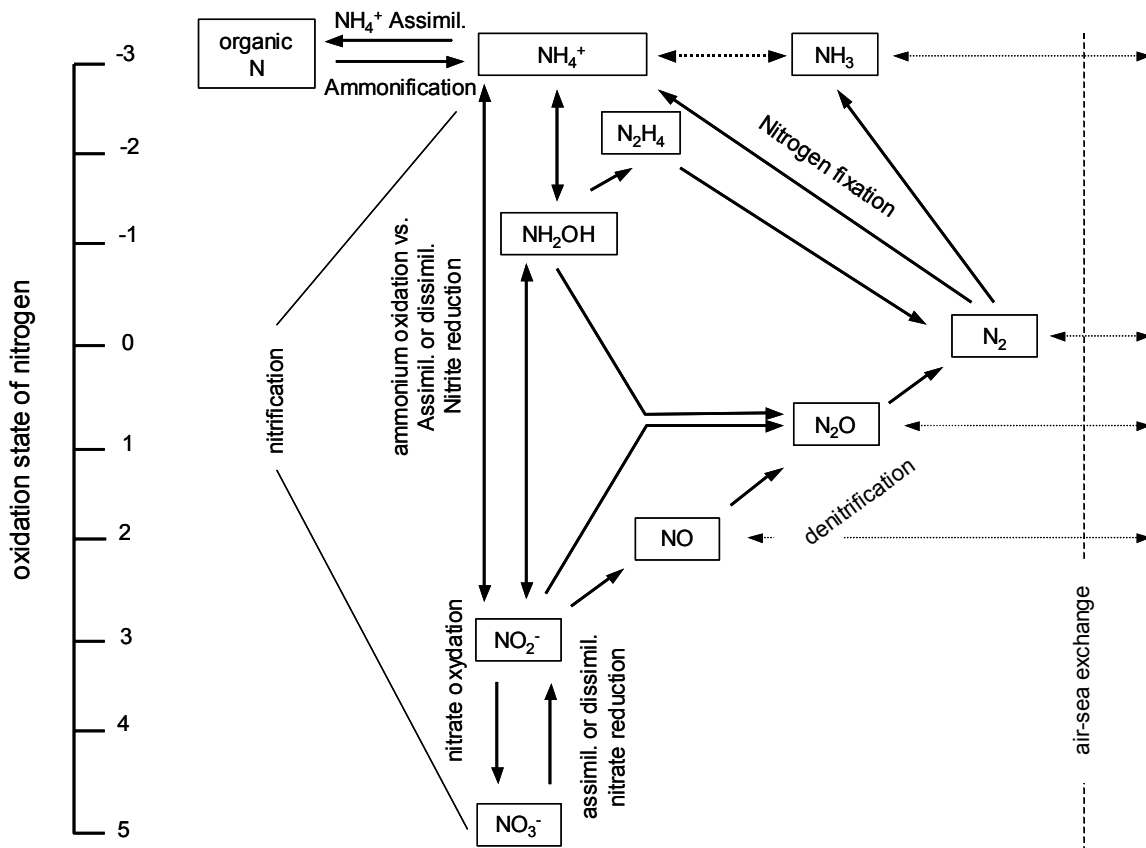 NH₄⁺ Assimil.
organic
N
Ammonification
NH₄⁺
NH₃
N₂H₄
NH₂OH
Nitrogen fixation
N₂
N₂O
NO
denitrification
NO₂⁻
NO₃⁻
nitrification
ammonium oxidation vs.
Assimil. or dissimil.
Nitrite reduction
nitrate oxydation
assimil. or dissimil.
nitrate reduction
air-sea exchange
oxidation state of nitrogen
-3
-2
-1
0
1
2
3
4
5